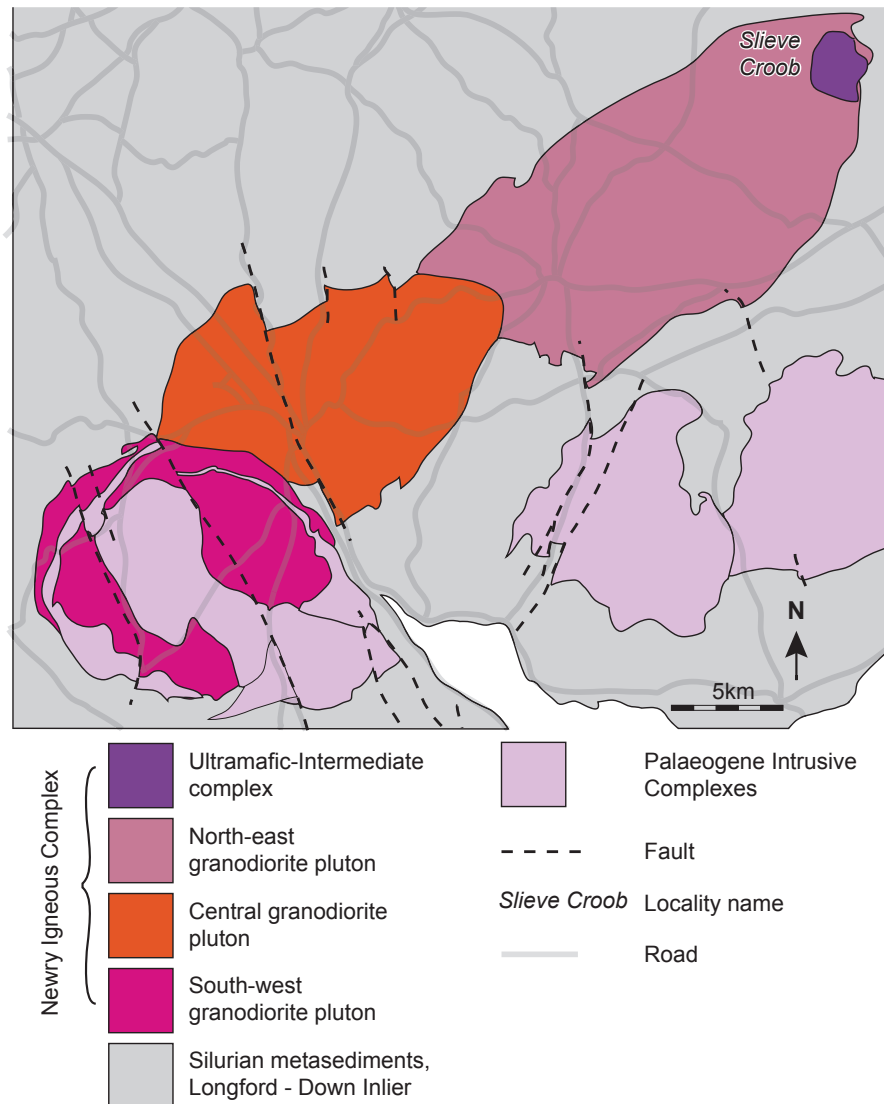 Slieve
Croob
N
5km
Newry Igneous Complex
Ultramafic-Intermediate
complex
North-east
granodiorite pluton
Central granodiorite
pluton
South-west
granodiorite pluton
Silurian metasediments,
Longford - Down Inlier
Palaeogene Intrusive
Complexes
Fault
Slieve Croob
Locality name
Road